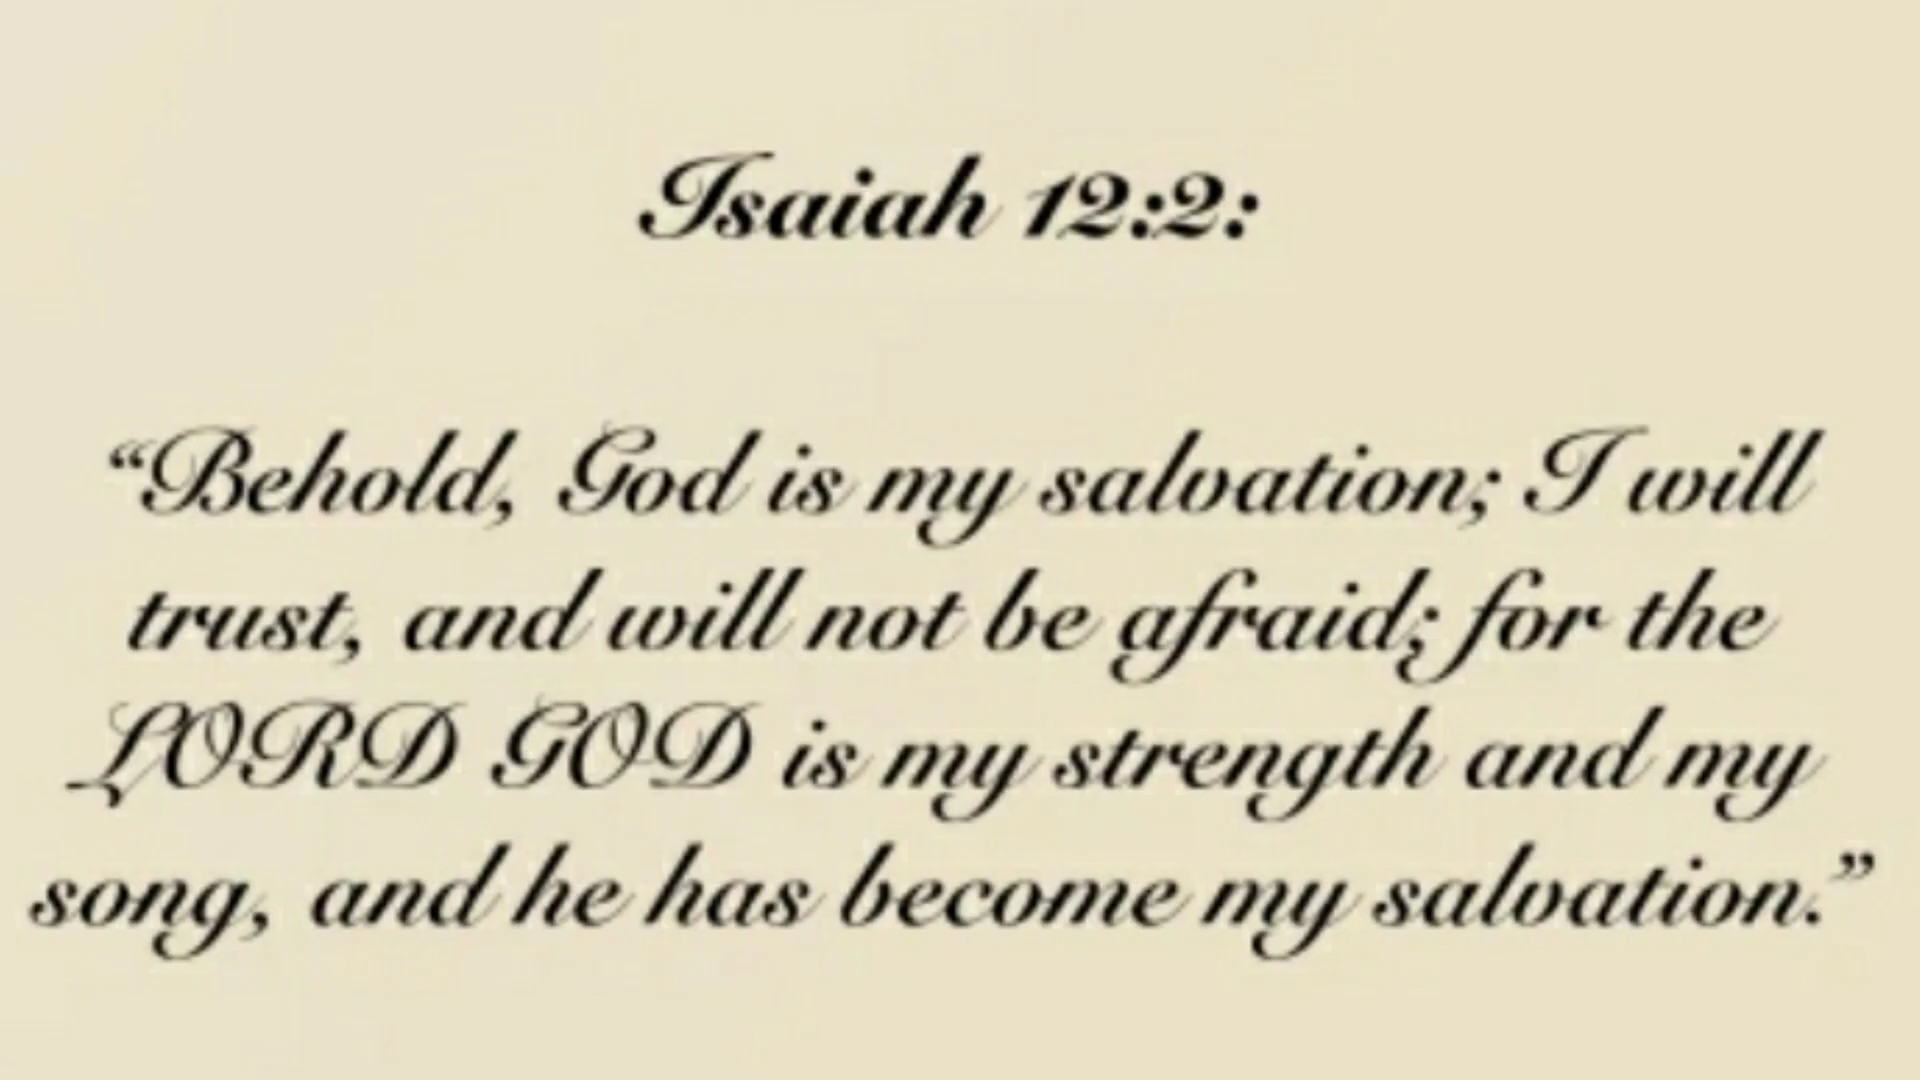 Isaiah 12:2:
“Behold, God is my salvation; I will
trust, and will not be afraid; for the
LORD GOD is my strength and my
song, and he has become my salvation.”